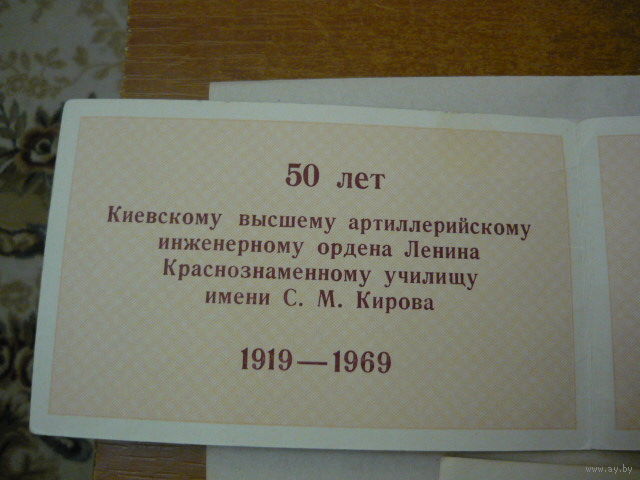 50 лет
Киевскому высшему артиллерийскому
инженерному ордена Ленина
Краснознаменному училищу
имени С. М. Кирова
1919—1969
www.ay.by